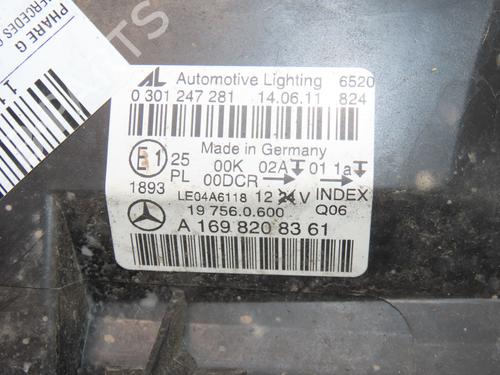 PHARE G
MERCEDES
AL Automotive Lighting 6520
0 301 247 281 14.06.11 824
Made in Germany
E1 25 00K 02A 01 1a
PL 00DCR
1893 LE04A6118 12 24 V INDEX
19 756.0.600 Q06
A 169 820 83 61